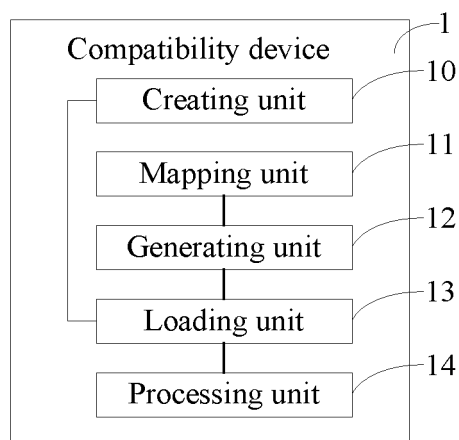 1
Compatibility device
10
Creating unit
11
Mapping unit
12
Generating unit
13
Loading unit
14
Processing unit